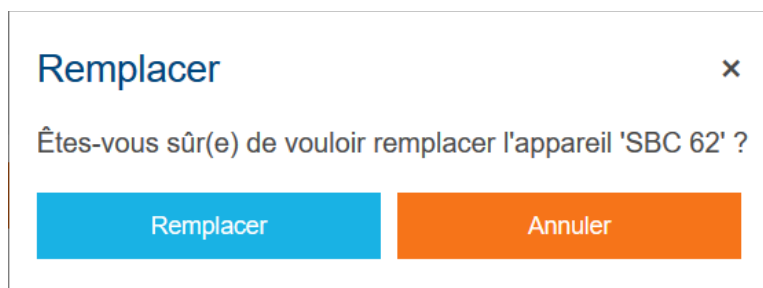 Remplacer ×
Êtes-vous sûr(e) de vouloir remplacer l'appareil 'SBC 62' ?
Remplacer Annuler